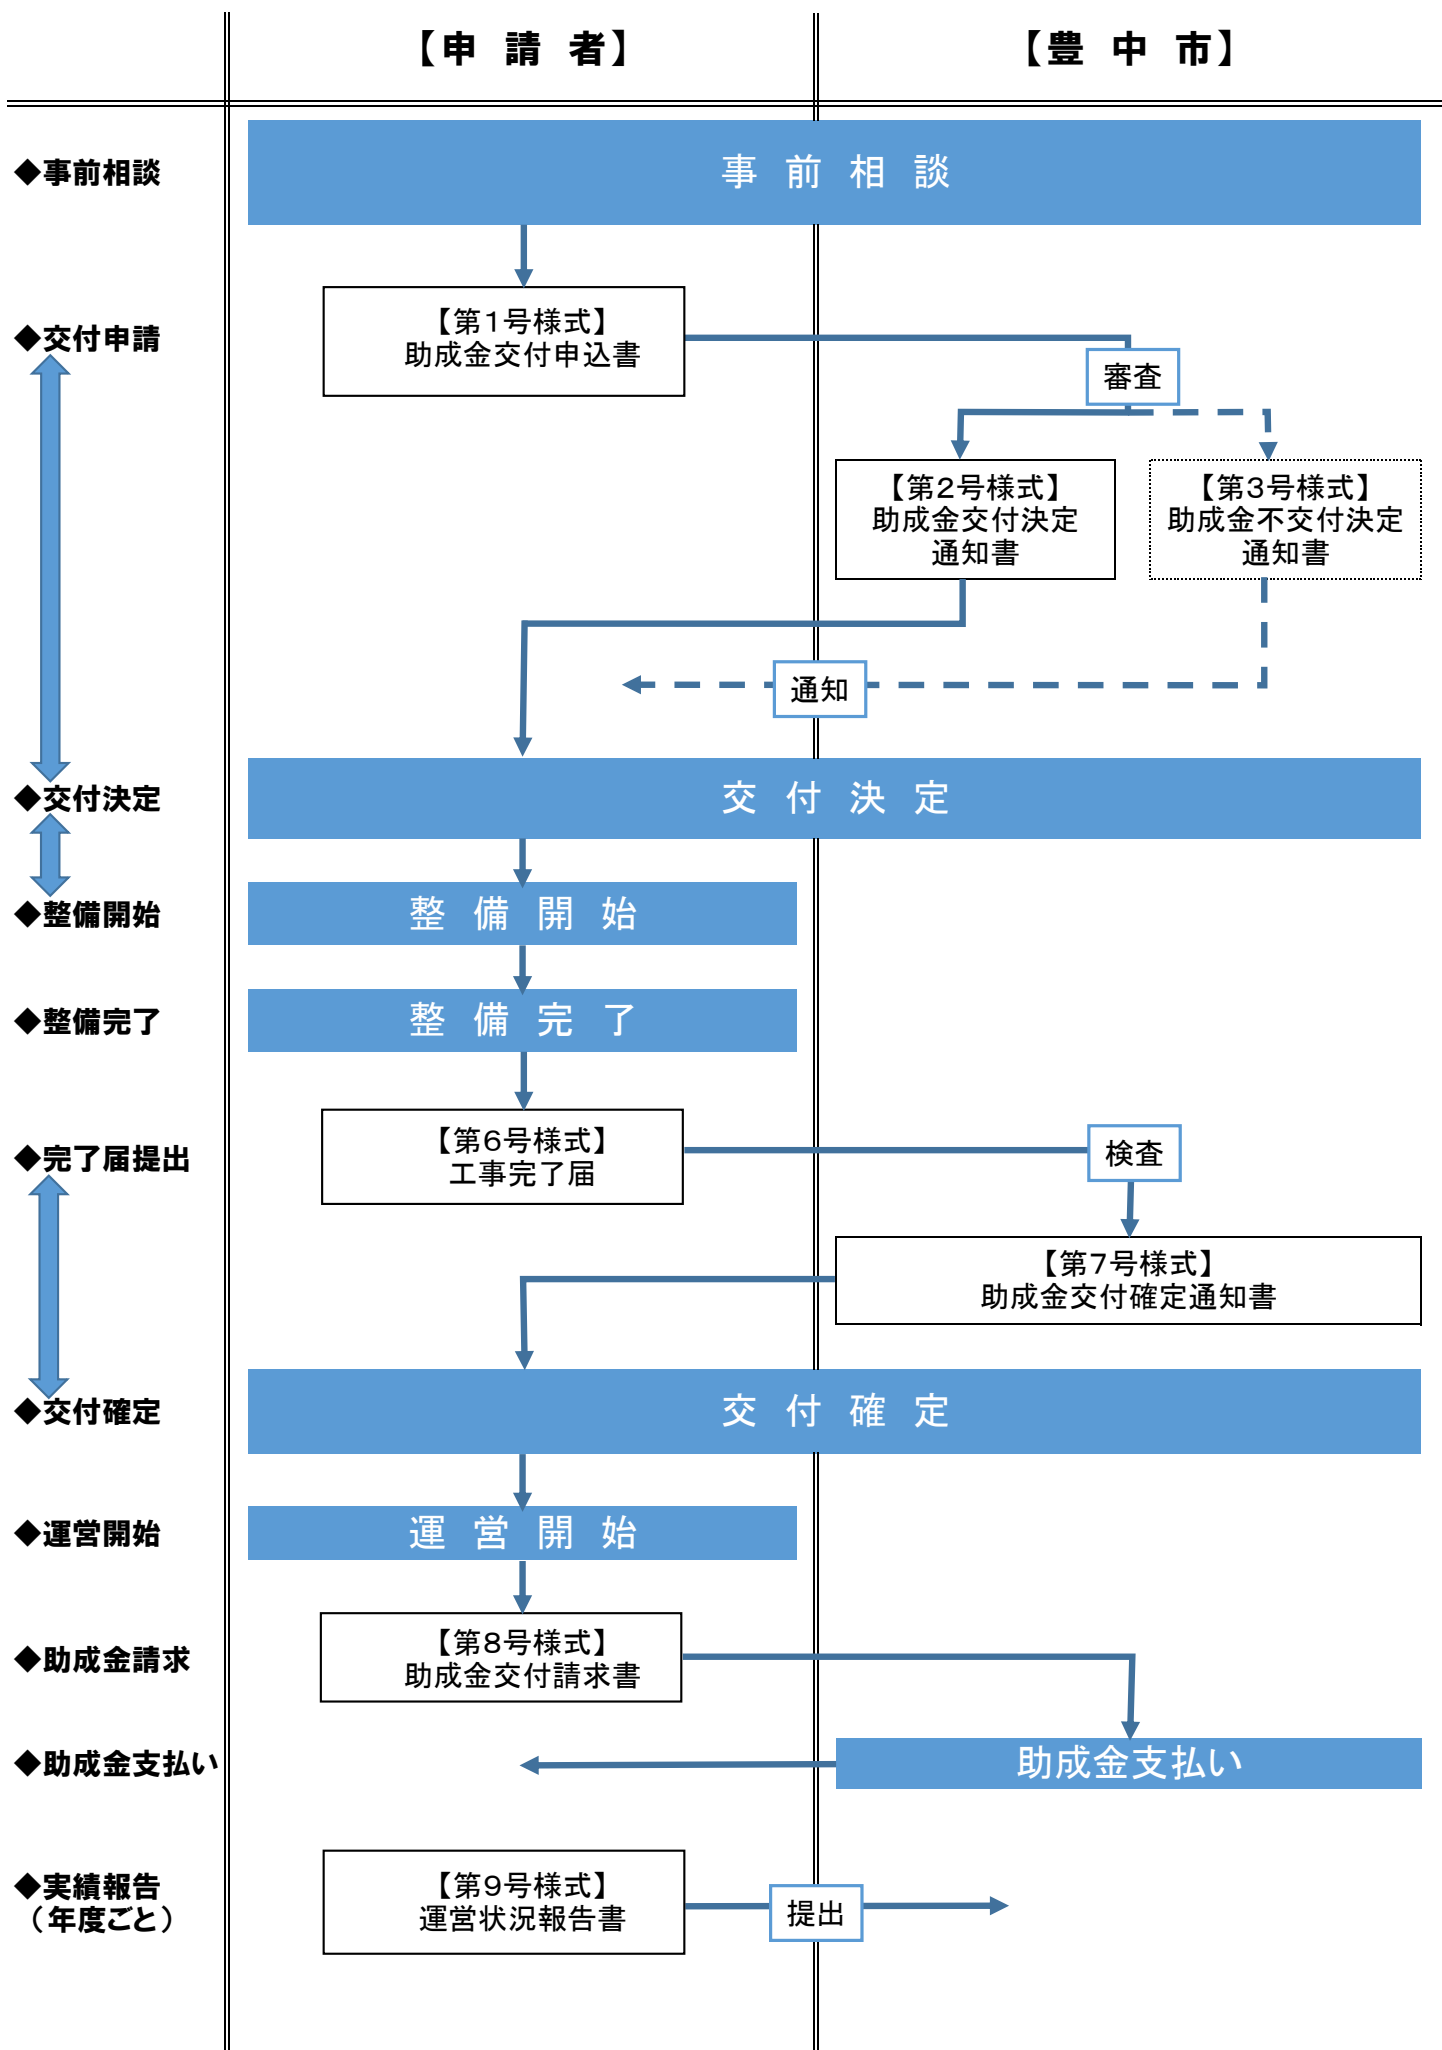 【申 請 者】
【豊 中 市】
◆事前相談
事 前 相 談
◆交付申請
【第1号様式】
助成金交付申込書
審査
【第2号様式】
助成金交付決定
通知書
【第3号様式】
助成金不交付決定
通知書
通知
◆交付決定
交 付 決 定
◆整備開始
整 備 開 始
◆整備完了
整 備 完 了
◆完了届提出
【第6号様式】
工事完了届
検査
【第7号様式】
助成金交付確定通知書
◆交付確定
交 付 確 定
◆運営開始
運 営 開 始
◆助成金請求
【第8号様式】
助成金交付請求書
◆助成金支払い
助成金支払い
◆実績報告
（年度ごと）
【第9号様式】
運営状況報告書
提出